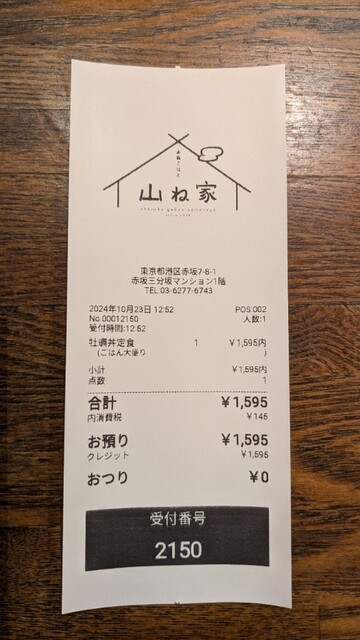 赤坂ごはん
山ね家
東京都港区赤坂7-8-1
赤坂三分坂マンション1階
TEL.03-6277-6743
2024年10月23日 12:52 POS:002
No.00012150 人数:1
受付時間:12:52
牡蠣丼定食 1 ￥1,595内
(ごはん大盛り )
小計 ￥1,595内
点数 1
合計 ￥1,595
内消費税 ￥145
お預り ￥1,595
クレジット ￥1,595
おつり ￥0
受付番号
2150